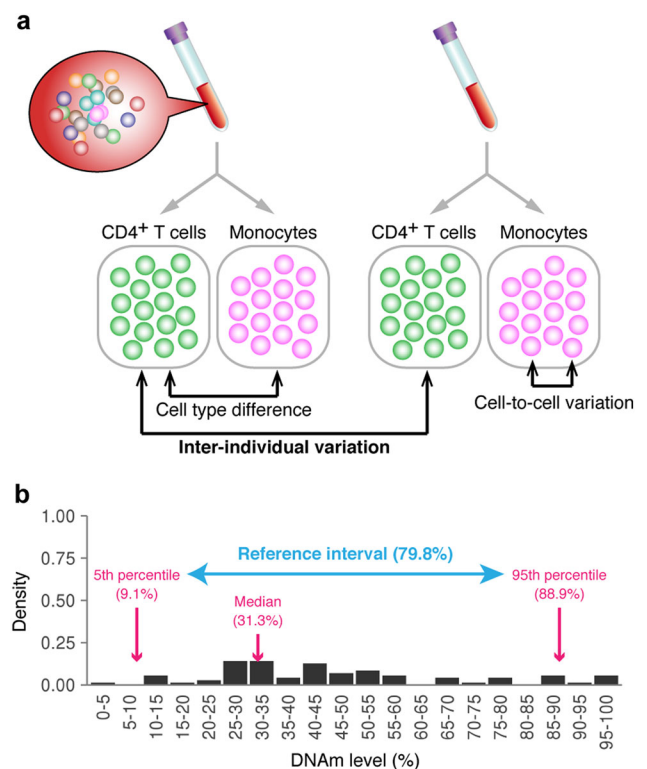 a
CD4+ T cells
Monocytes
CD4+ T cells
Monocytes
Cell type difference
Cell-to-cell variation
Inter-individual variation
b
1.00
0.75
0.50
0.25
0.00
Density
Reference interval (79.8%)
5th percentile
(9.1%)
Median
(31.3%)
95th percentile
(88.9%)
0-5
5-10
10-15
15-20
20-25
25-30
30-35
35-40
40-45
45-50
50-55
55-60
60-65
65-70
70-75
75-80
80-85
85-90
90-95
95-100
DNAm level (%)